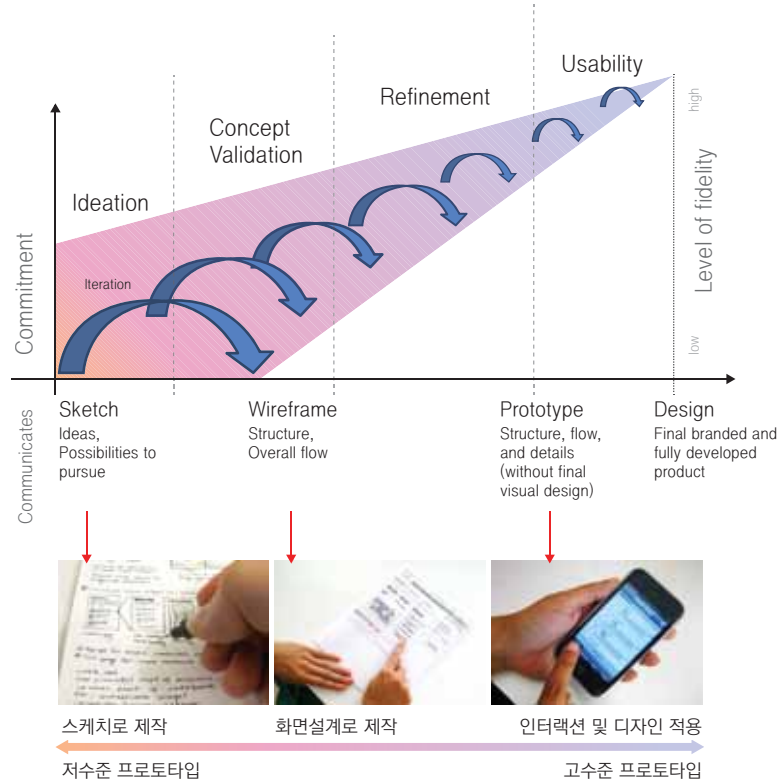 Usability
Refinement
Concept
Validation
Ideation
Iteration
Commitment
high
Level of fidelity
low
Communicates
Sketch
Ideas,
Possibilities to
pursue
Wireframe
Structure,
Overall flow
Prototype
Structure, flow,
and details
(without final
visual design)
Design
Final branded and
fully developed
product
스케치로 제작
화면설계로 제작
인터랙션 및 디자인 적용
저수준 프로토타입
고수준 프로토타입